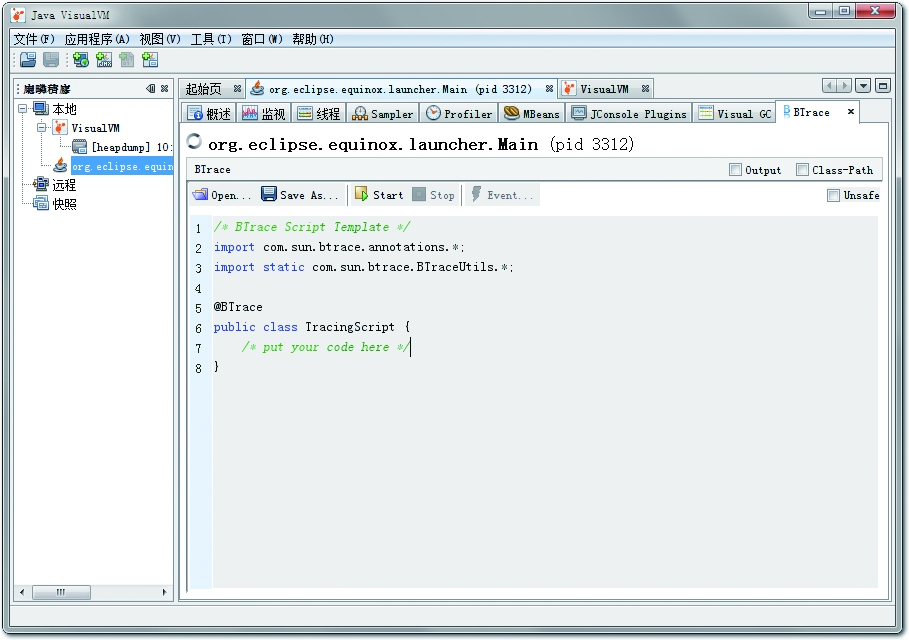 Java VisualVM
文件(F) 应用程序(A) 视图(V) 工具(I) 窗口(W) 帮助(H)
起始页 org.eclipse.equinox.launcher.Main (pid 3312) VisualVM
本地
VisualVM
[heapdump] 10:
org.eclipse.equin
远程
快照
概述 监视 线程 Sampler Profiler MBeans JConsole Plugins Visual GC BTrace
org.eclipse.equinox.launcher.Main (pid 3312)
BTrace Output Class-Path
Open... Save As... Start Stop Event... Unsafe
1 /* BTrace Script Template */
2 import com.sun.btrace.annotations.*;
3 import static com.sun.btrace.BTraceUtils.*;
4
5 @BTrace
6 public class TracingScript {
7 /* put your code here */
8 }